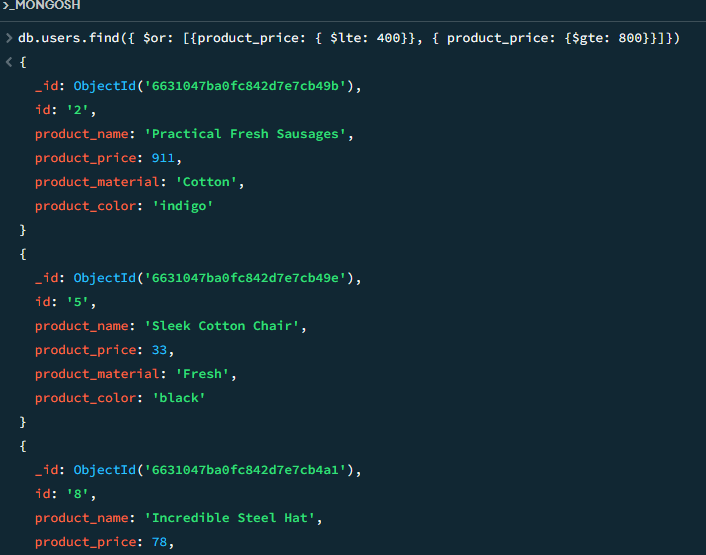 >_MONGOSH
> db.users.find({ $or: [{product_price: { $lte: 400}}, { product_price: {$gte: 800}}]})
< {
_id: ObjectId('6631047ba0fc842d7e7cb49b'),
id: '2',
product_name: 'Practical Fresh Sausages',
product_price: 911,
product_material: 'Cotton',
product_color: 'indigo'
}
{
_id: ObjectId('6631047ba0fc842d7e7cb49e'),
id: '5',
product_name: 'Sleek Cotton Chair',
product_price: 33,
product_material: 'Fresh',
product_color: 'black'
}
{
_id: ObjectId('6631047ba0fc842d7e7cb4a1'),
id: '8',
product_name: 'Incredible Steel Hat',
product_price: 78,